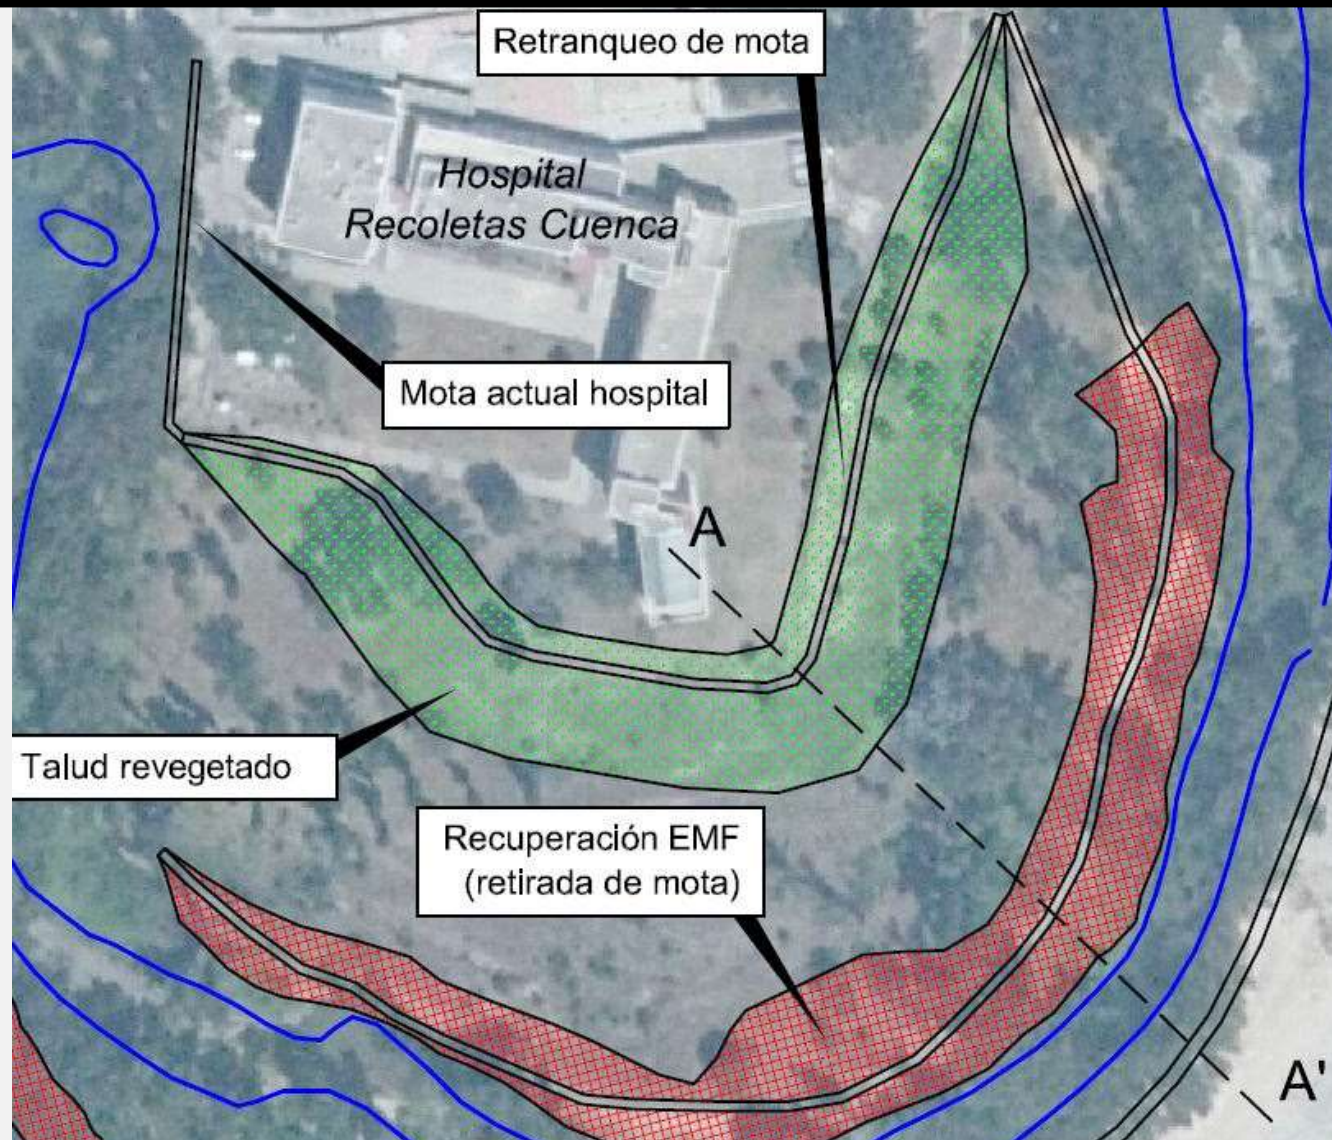 Retranqueo de mota
Hospital
Recoletas Cuenca
Mota actual hospital
A
Talud revegetado
Recuperación EMF
(retirada de mota)
A'